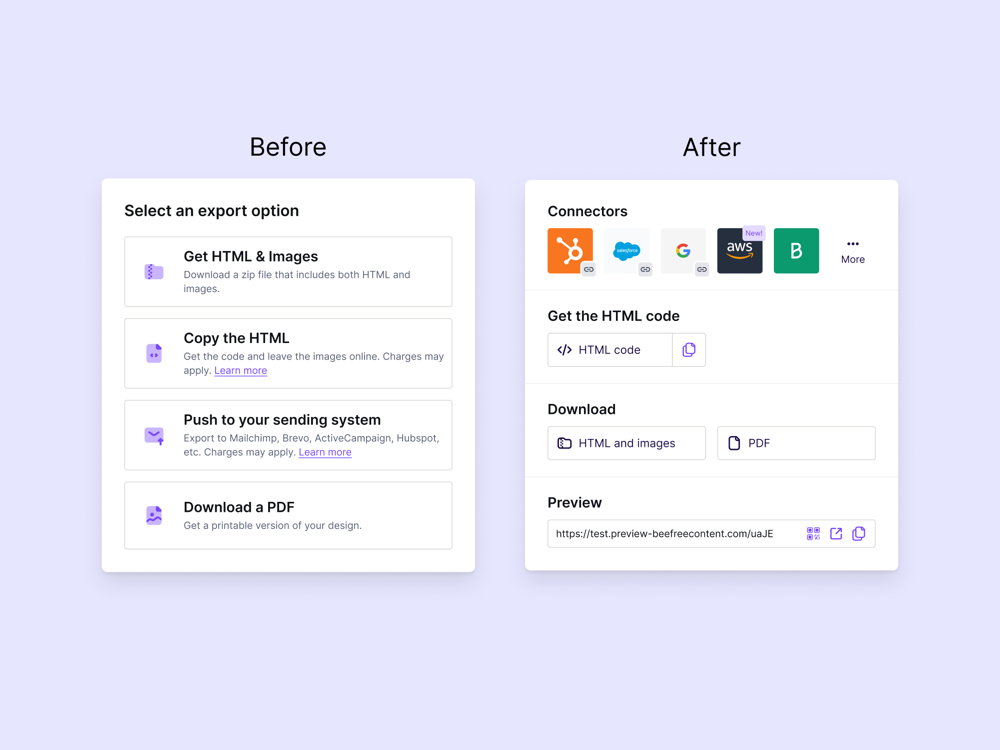 Before
Select an export option
Get HTML & Images
Download a zip file that includes both HTML and
images.
Copy the HTML
Get the code and leave the images online. Charges may
apply. Learn more
Push to your sending system
Export to Mailchimp, Brevo, ActiveCampaign, Hubspot,
etc. Charges may apply. Learn more
Download a PDF
Get a printable version of your design.
After
Connectors
salesforce
G
New!
aws
B
More
Get the HTML code
</> HTML code
Download
HTML and images
PDF
Preview
https://test.preview-beefreecontent.com/uaJE